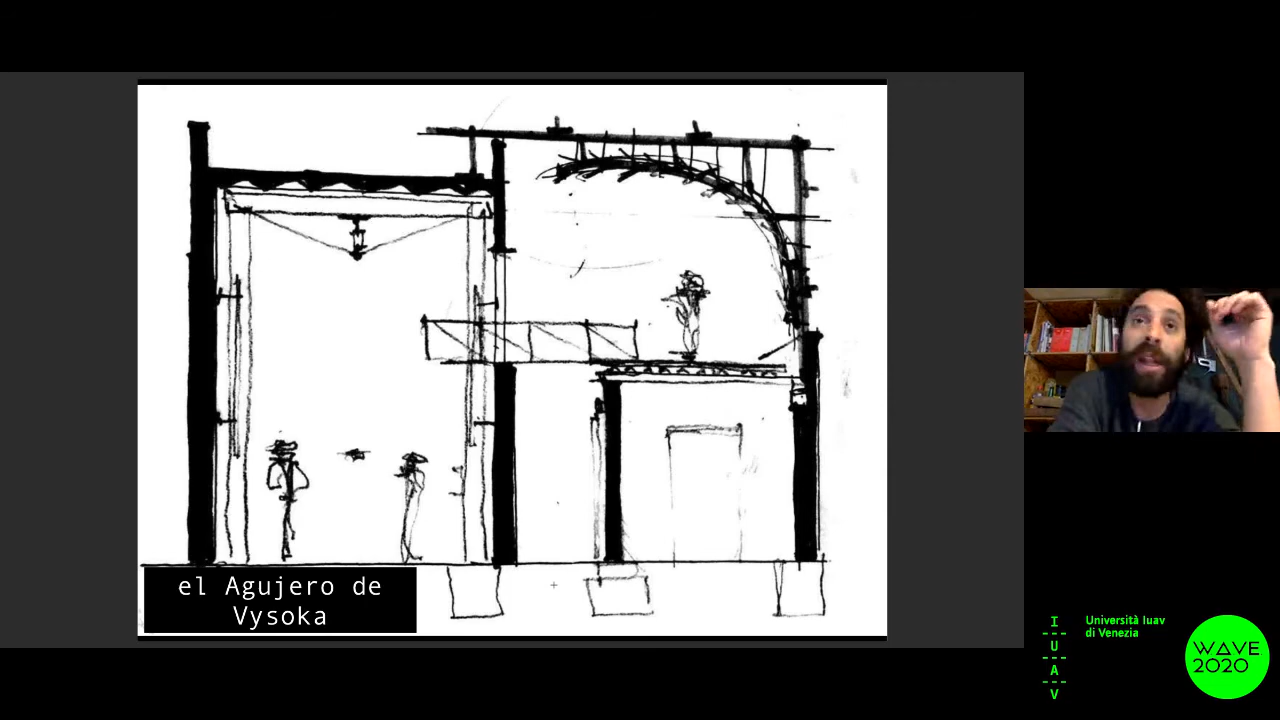 el Agujero de
Vysoka
I
U
A
V
Università Iuav
di Venezia
WAVE
2020